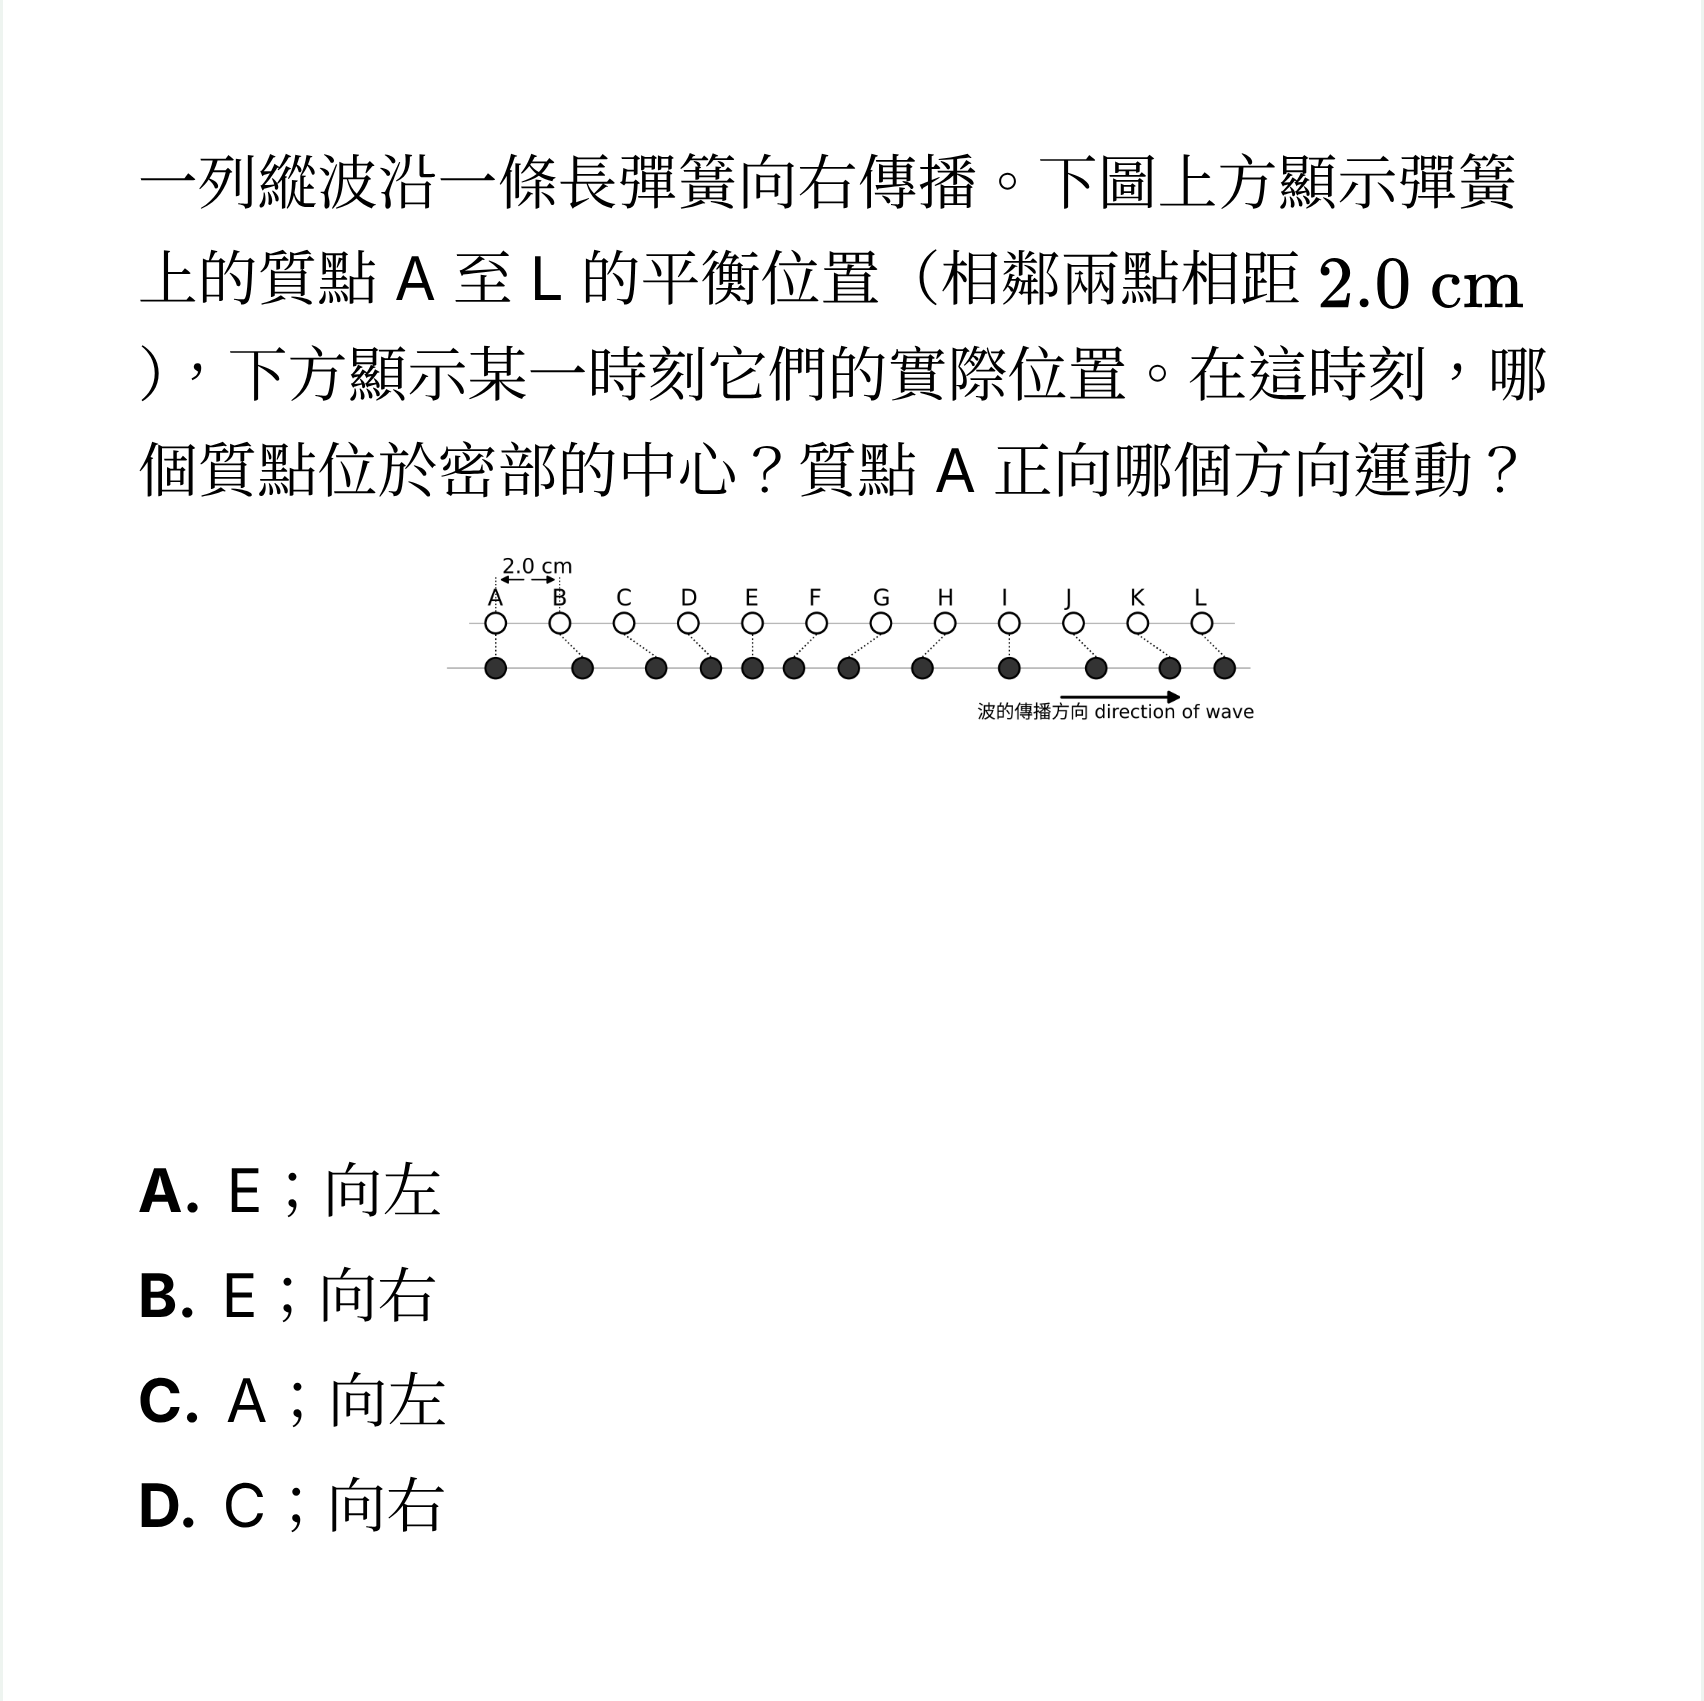 一列縱波沿一條長彈簧向右傳播。下圖上方顯示彈簧
上的質點 A 至 L 的平衡位置（相鄰兩點相距 2.0 cm
），下方顯示某一時刻它們的實際位置。在這時刻，哪
個質點位於密部的中心？質點 A 正向哪個方向運動？
2.0 cm
A B C D E F G H I J K L
波的傳播方向 direction of wave
A. E；向左
B. E；向右
C. A；向左
D. C；向右